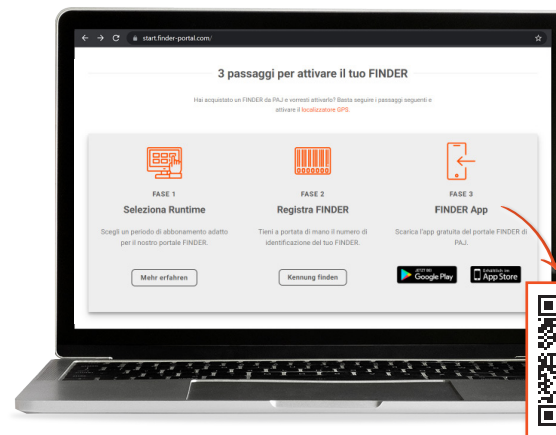 start.finder-portal.com/
3 passaggi per attivare il tuo FINDER
Hai acquistato un FINDER da PAJ e vorresti attivarlo? Basta seguire i passaggi seguenti e
attivare il localizzatore GPS.
FASE 1
Seleziona Runtime
Scegli un periodo di abbonamento adatto
per il nostro portale FINDER.
Mehr erfahren
FASE 2
Registra FINDER
Tieni a portata di mano il numero di
identificazione del tuo FINDER.
Kennung finden
FASE 3
FINDER App
Scarica l'app gratuita del portale FINDER di
PAJ.
JETZT BEI
Google Play
Erhältlich im
App Store